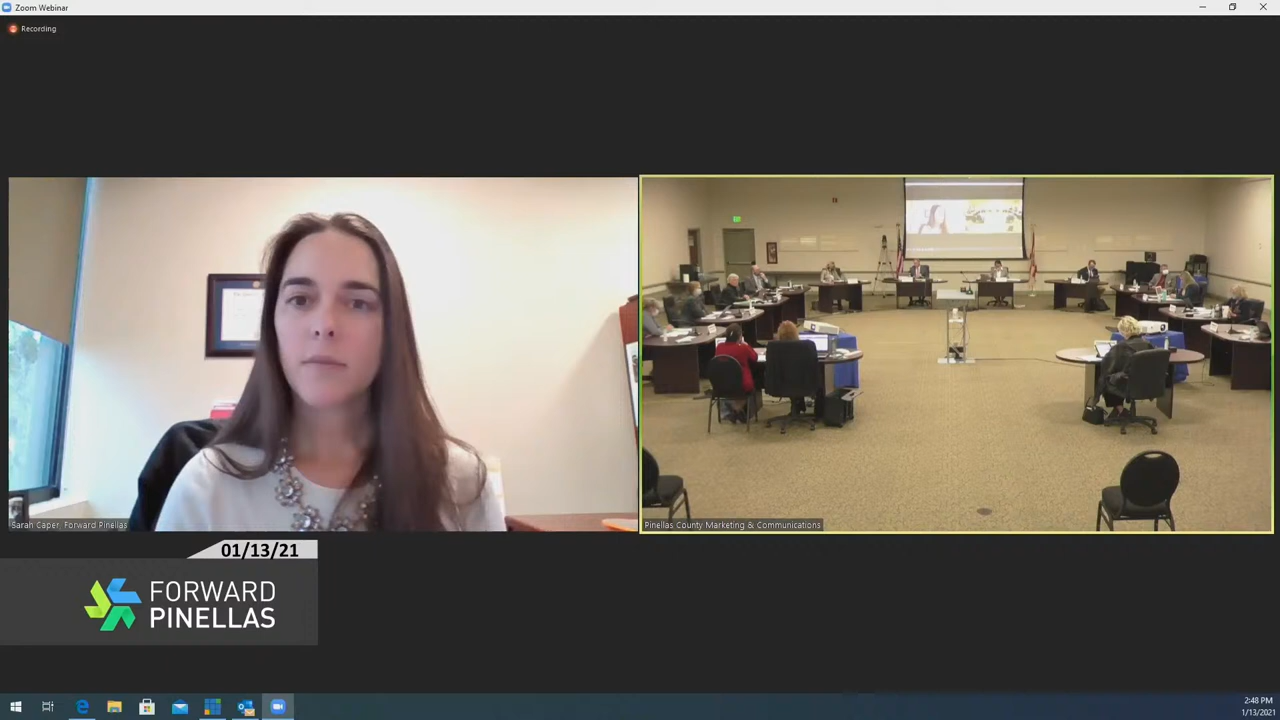 Zoom Webinar
Recording
Sarah Caper, Forward Pinellas
Pinellas County Marketing & Communications
01/13/21
FORWARD
PINELLAS
2:48 PM
1/13/2021